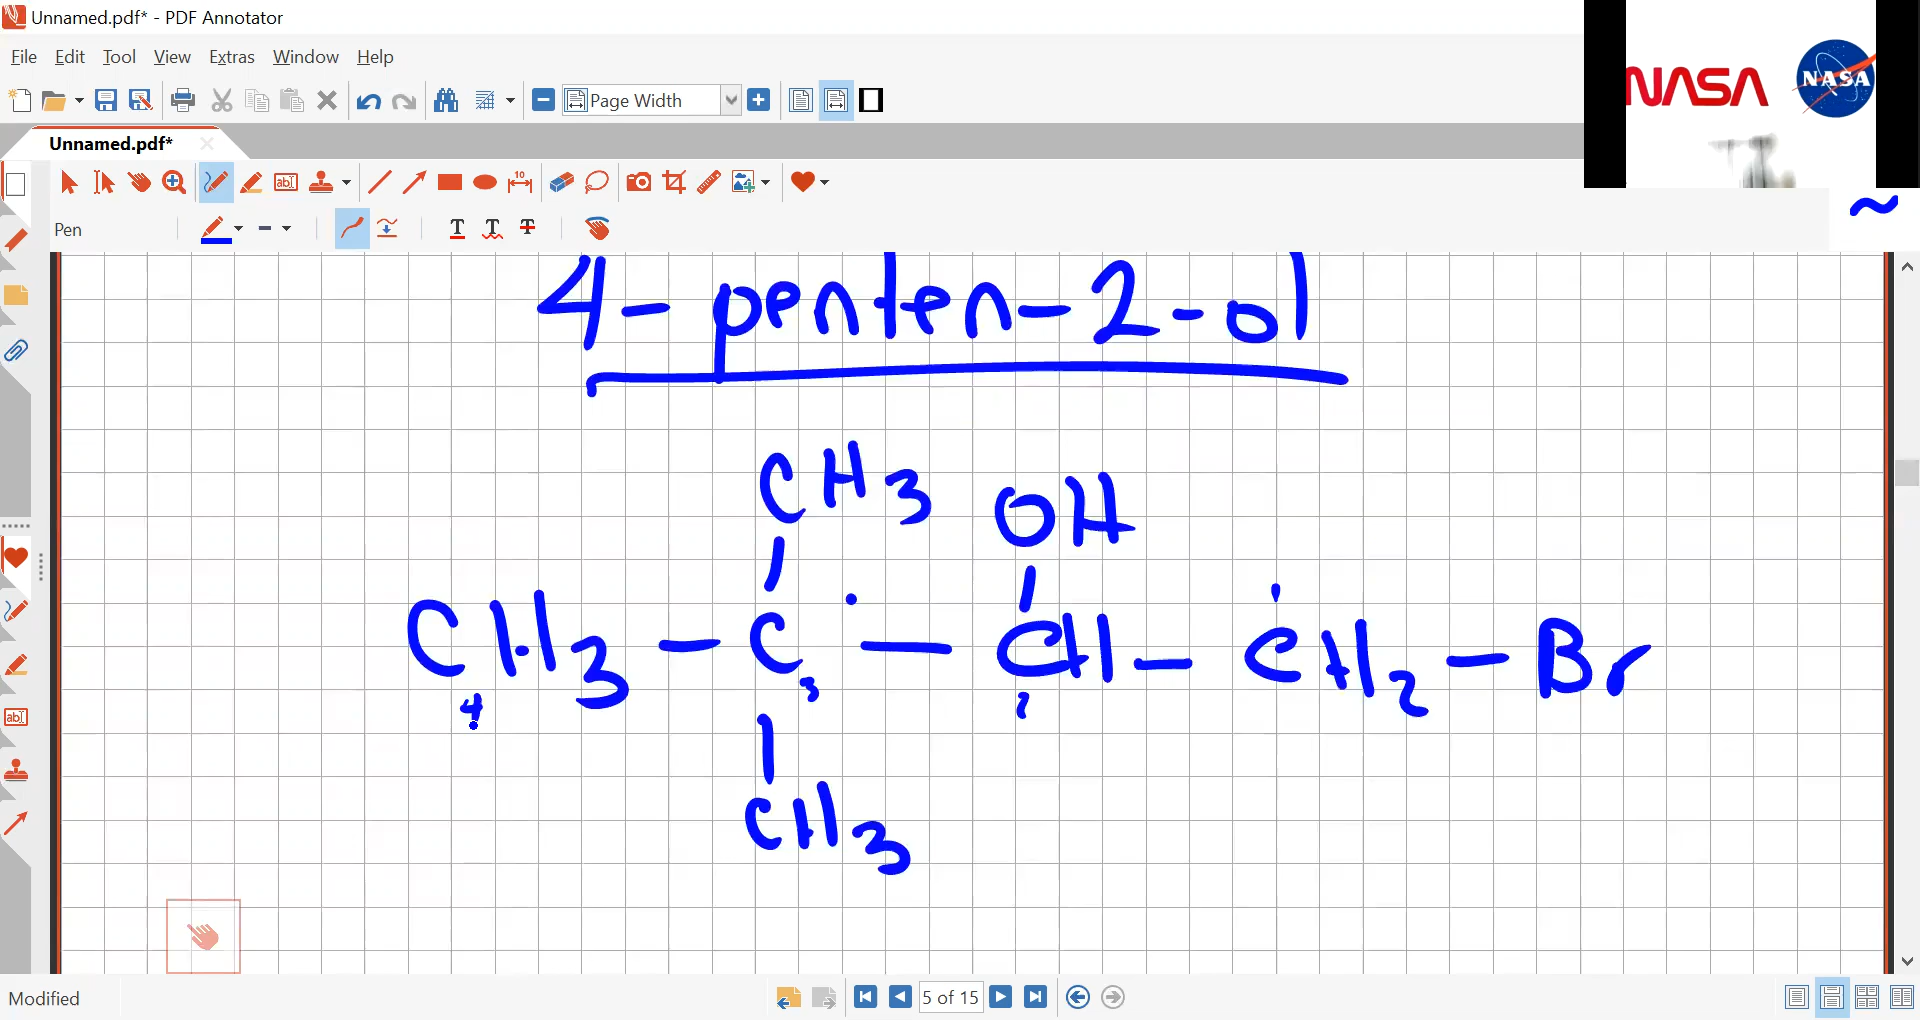 Unnamed.pdf* - PDF Annotator
File Edit Tool View Extras Window Help
Page Width
NASA NASA
Unnamed.pdf*
10
Pen
4-penten-2-ol
CH3 OH
CH3 - C - CH - CH2 - Br
1
4 3 2
CH3
Modified
5 of 15